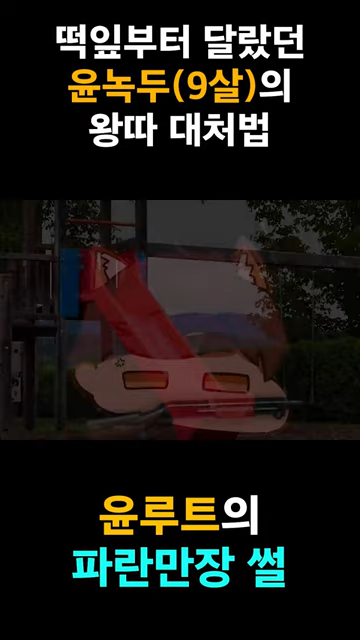 떡잎부터 달랐던
윤녹두(9살)의
왕따 대처법
윤루트의
파란만장 썰